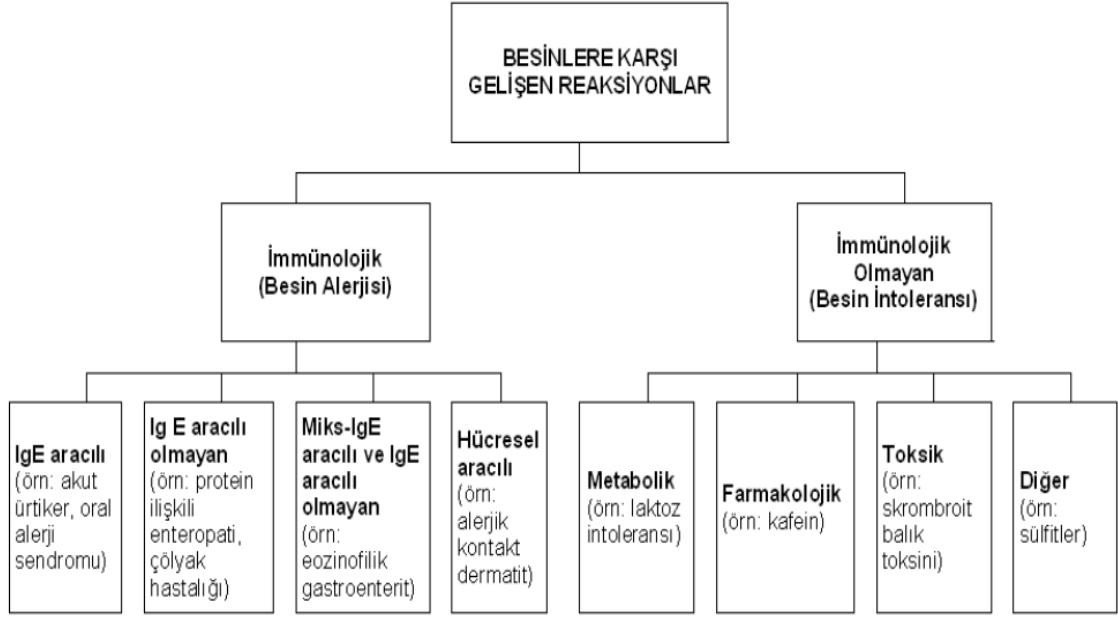 BESİNLERE KARŞI
GELİŞEN REAKSİYONLAR
İmmünolojik
(Besin Alerjisi)
İmmünolojik
Olmayan
(Besin İntoleransı)
IgE aracılı
(örn: akut
ürtiker, oral
alerji
sendromu)
Ig E aracılı
olmayan
(örn: protein
ilişkili
enteropati,
çölyak
hastalığı)
Miks-IgE
aracılı ve IgE
aracılı
olmayan
(örn:
eozinofilik
gastroenterit)
Hücresel
aracılı
(örn:
alerjik
kontakt
dermatit)
Metabolik
(örn: laktoz
intoleransı)
Farmakolojik
(örn: kafein)
Toksik
(örn:
skrombroit
balık
toksini)
Diğer
(örn:
sülfitler)